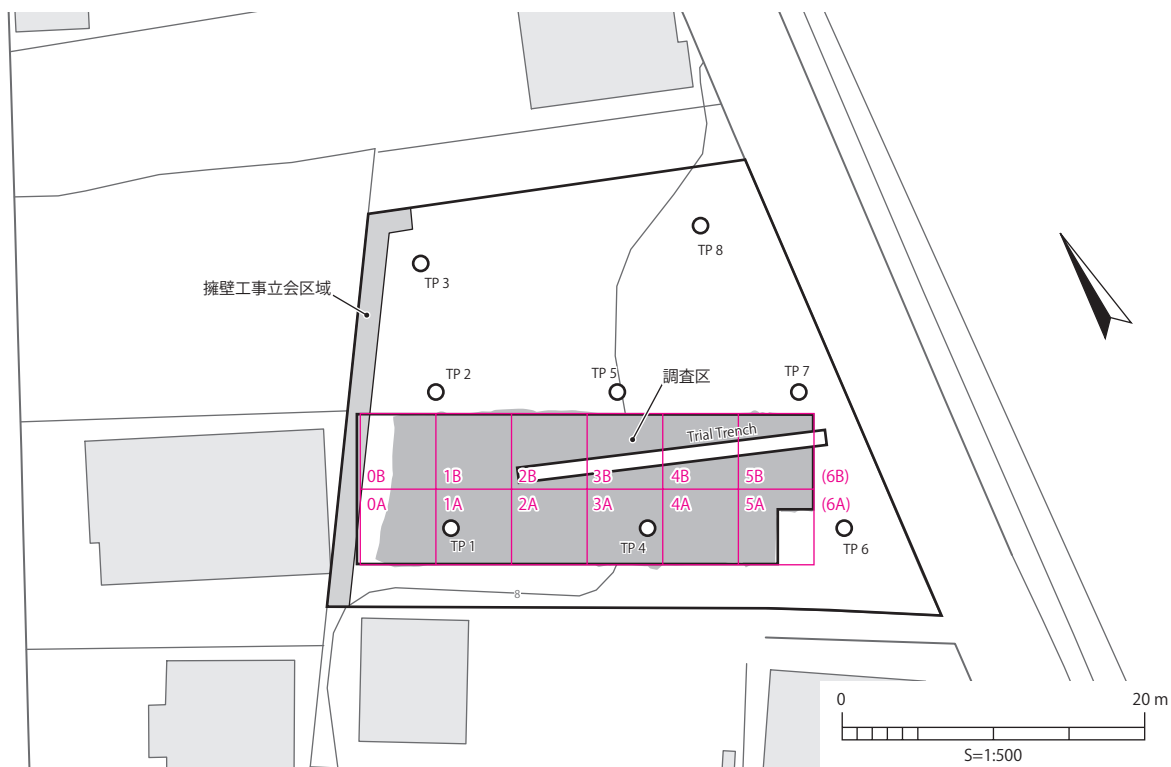 TP 8
TP 3
擁壁工事立会区域
TP 2
TP 5
調査区
TP 7
Trial Trench
0B
1B
2B
3B
4B
5B
(6B)
0A
1A
2A
3A
4A
5A
(6A)
TP 1
TP 4
TP 6
8
0
20 m
S=1:500